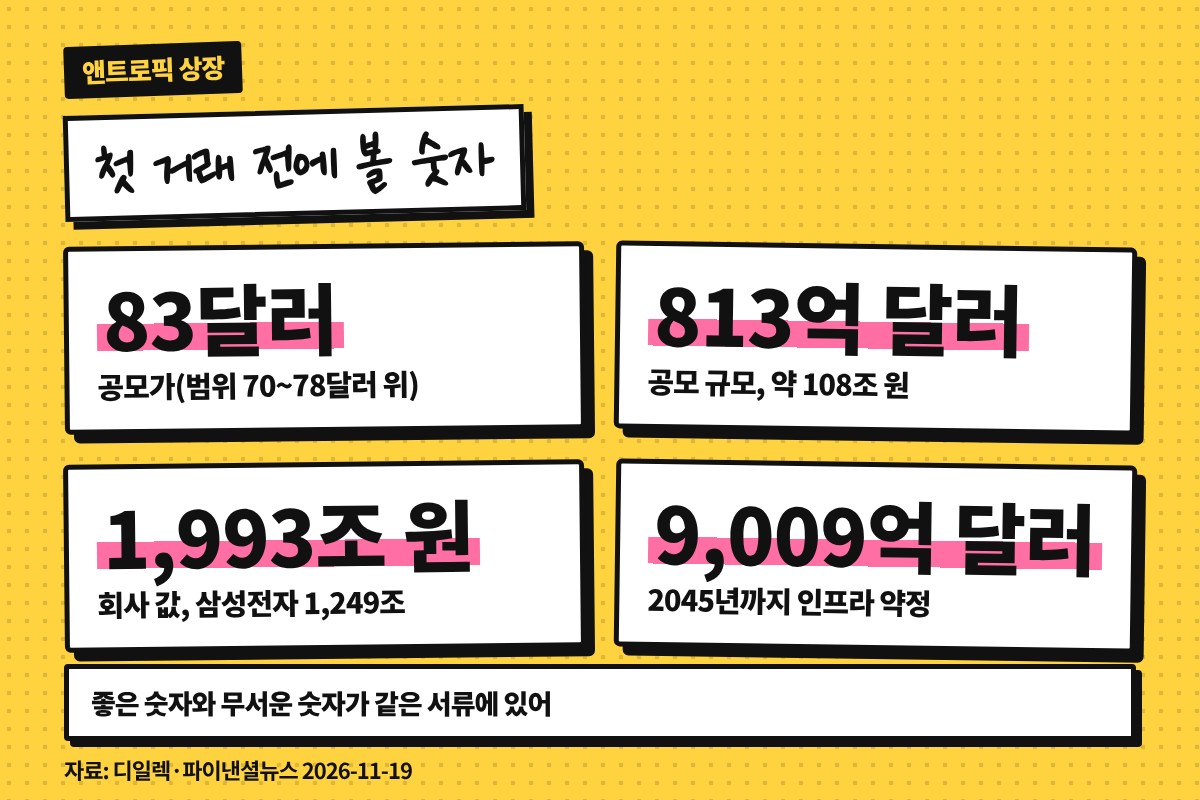 앤트로픽 상장
첫 거래 전에 볼 숫자
83달러
공모가(범위 70~78달러 위)
813억 달러
공모 규모, 약 108조 원
1,993조 원
회사 값, 삼성전자 1,249조
9,009억 달러
2045년까지 인프라 약정
좋은 숫자와 무서운 숫자가 같은 서류에 있어
자료: 디일렉·파이낸셜뉴스 2026-11-19